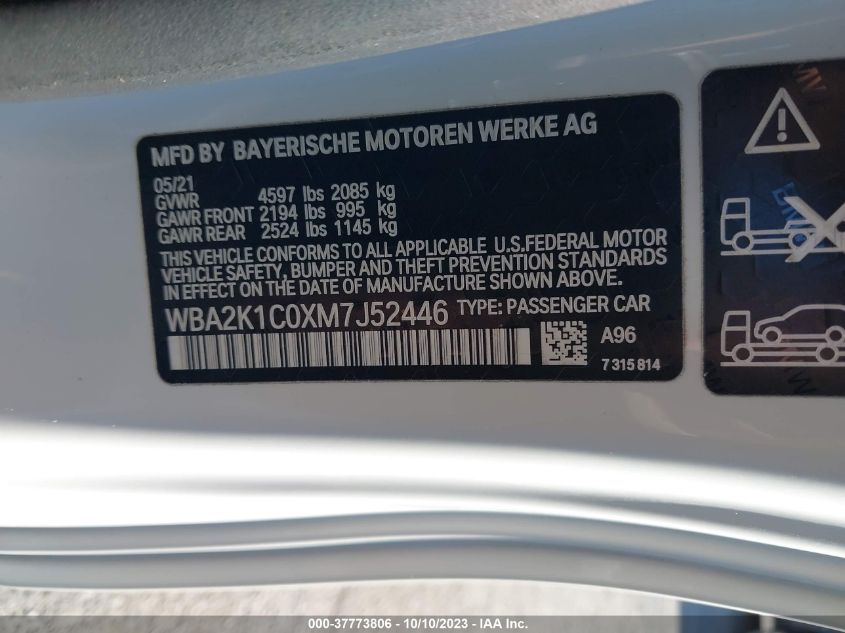 MFD BY BAYERISCHE MOTOREN WERKE AG
05/21
GVWR 4597 lbs 2085 kg
GAWR FRONT 2194 lbs 995 kg
GAWR REAR 2524 lbs 1145 kg
THIS VEHICLE CONFORMS TO ALL APPLICABLE U.S.FEDERAL MOTOR
VEHICLE SAFETY, BUMPER AND THEFT PREVENTION STANDARDS
IN EFFECT ON THE DATE OF MANUFACTURE SHOWN ABOVE.
WBA2K1C0XM7J52446 TYPE: PASSENGER CAR
A96
7 315 814
000-37773806 - 10/10/2023 - IAA Inc.